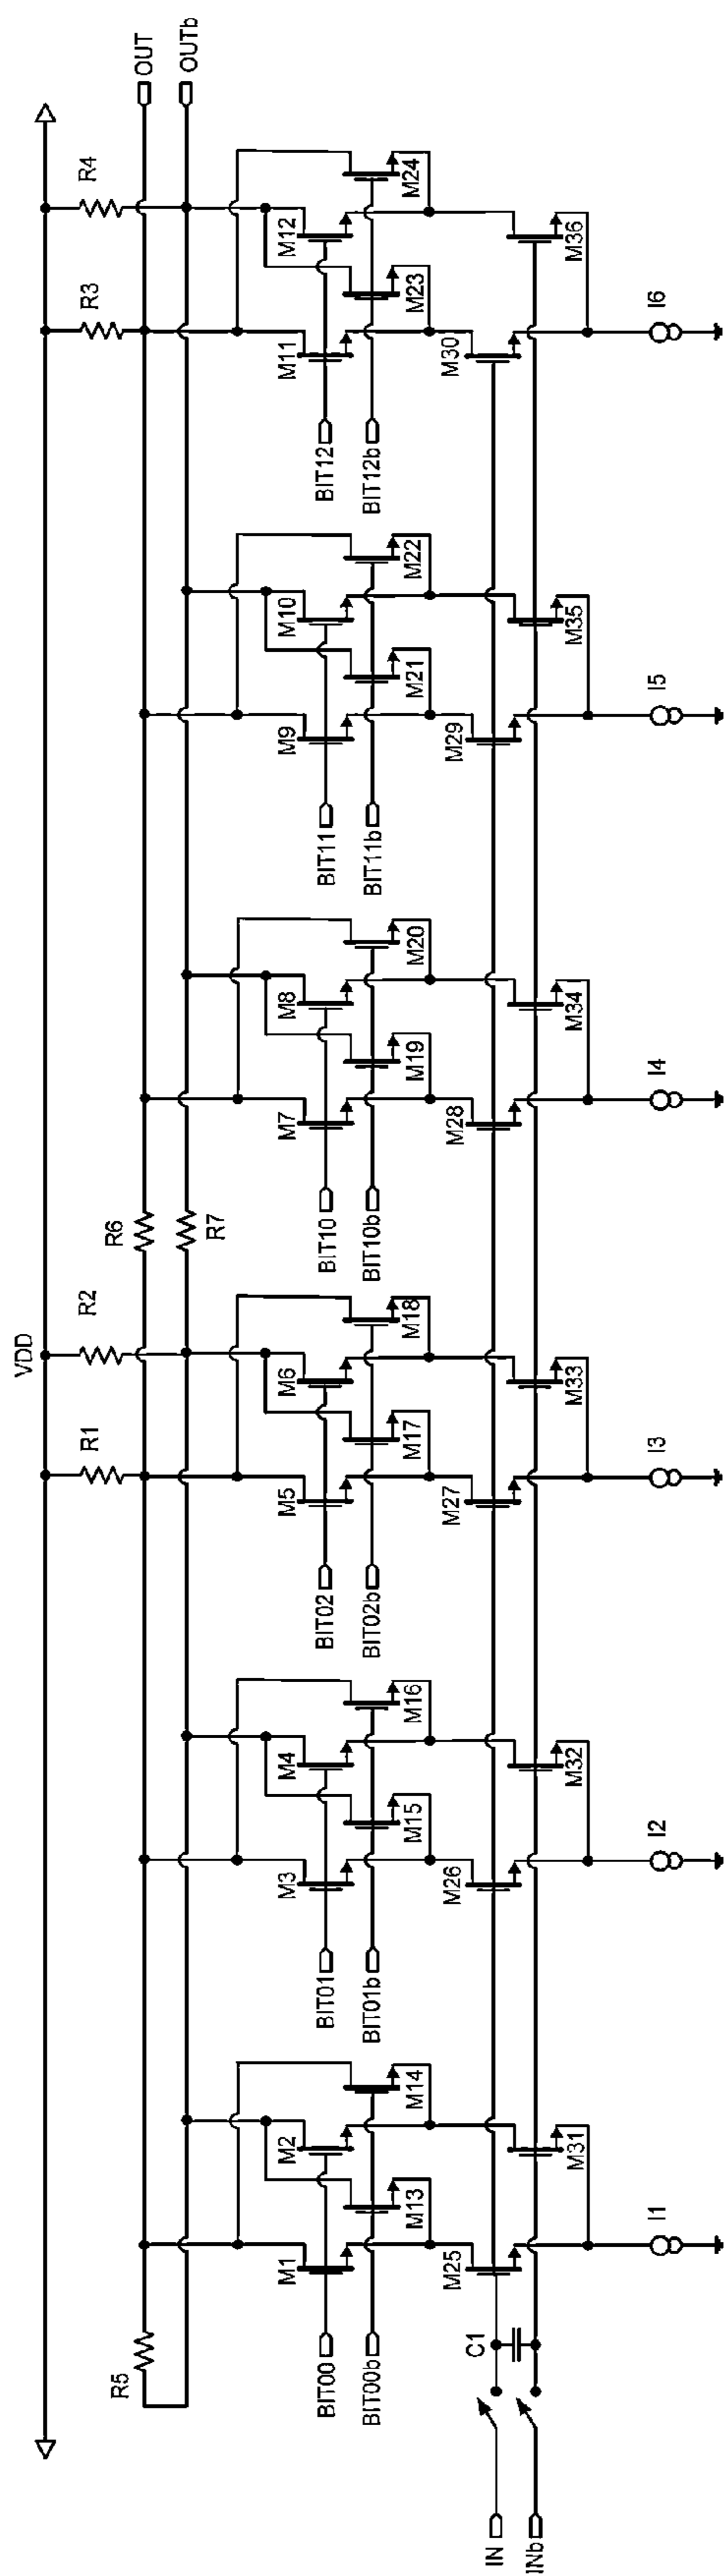 VDD
OUT
OUTb
R1
R2
R3
R4
R5
R6
R7
M1
M2
M3
M4
M5
M6
M7
M8
M9
M10
M11
M12
BIT00
BIT01
BIT02
BIT10
BIT11
BIT12
M13
M14
M15
M16
M17
M18
M19
M20
M21
M22
M23
M24
BIT00b
BIT01b
BIT02b
BIT10b
BIT11b
BIT12b
M25
M26
M27
M28
M29
M30
C1
IN
INb
M31
M32
M33
M34
M35
M36
I1
I2
I3
I4
I5
I6